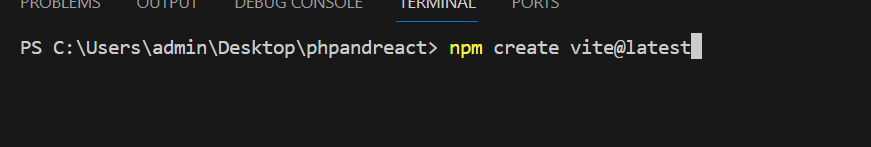 PROBLEMS OUTPUT DEBUG CONSOLE TERMINAL PORTS
PS C:\Users\admin\Desktop\phpandreact> npm create vite@latest